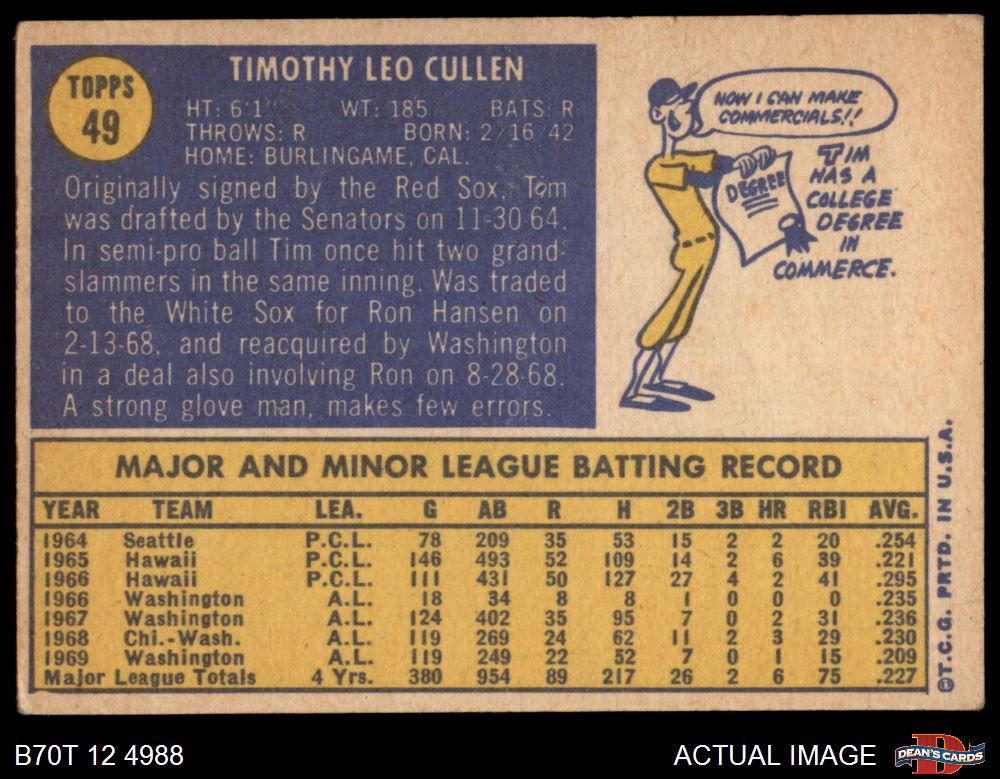 TOPPS
49
TIMOTHY LEO CULLEN
HT: 6'1" WT: 185 BATS: R
THROWS: R BORN: 2/16/42
HOME: BURLINGAME, CAL.
Originally signed by the Red Sox, Tom
was drafted by the Senators on 11-30-64.
In semi-pro ball Tim once hit two grand-
slammers in the same inning. Was traded
to the White Sox for Ron Hansen on
2-13-68, and reacquired by Washington
in a deal also involving Ron on 8-28-68.
A strong glove man, makes few errors.
NOW I CAN MAKE
COMMERCIALS!!
DEGREE
TIM
HAS A
COLLEGE
DEGREE
IN
COMMERCE.
MAJOR AND MINOR LEAGUE BATTING RECORD
YEAR TEAM LEA. G AB R H 2B 3B HR RBI AVG.
1964 Seattle P.C.L. 78 209 35 53 15 2 2 20 .254
1965 Hawaii P.C.L. 146 493 52 109 14 2 6 39 .221
1966 Hawaii P.C.L. 111 431 50 127 27 4 2 41 .295
1966 Washington A.L. 18 34 8 8 1 0 0 0 .235
1967 Washington A.L. 124 402 35 95 7 0 2 31 .236
1968 Chi.-Wash. A.L. 119 269 24 62 11 2 3 29 .230
1969 Washington A.L. 119 249 22 52 7 0 1 15 .209
Major League Totals 4 Yrs. 380 954 89 217 26 2 6 75 .227
©T.C.G. PRTD. IN U.S.A.
B70T 12 4988
ACTUAL IMAGE
D
DEAN'S CARDS